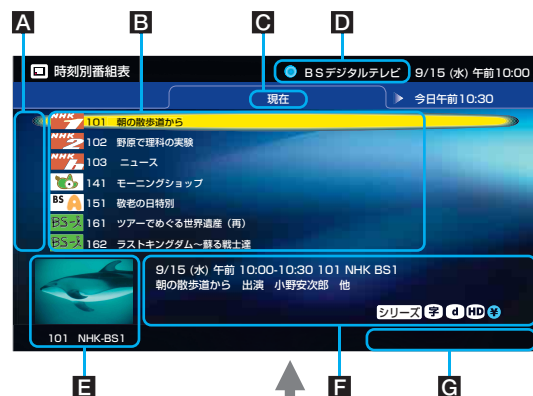 A B C D
時刻別番組表 BSデジタルテレビ 9/15 (水) 午前10:00
現在 今日午前10:30
NHK 1 101 朝の散歩道から
NHK 2 102 野原で理科の実験
NHK h 103 ニュース
141 モーニングショップ
BS A 151 敬老の日特別
BS-i 161 ツアーでめぐる世界遺産（再）
BS-i 162 ラストキングダム〜蘇る戦士達
9/15 (水) 午前 10:00-10:30 101 NHK BS1
朝の散歩道から 出演 小野安次郎 他
シリーズ 字 d HD ¥
101 NHK-BS1
E F G